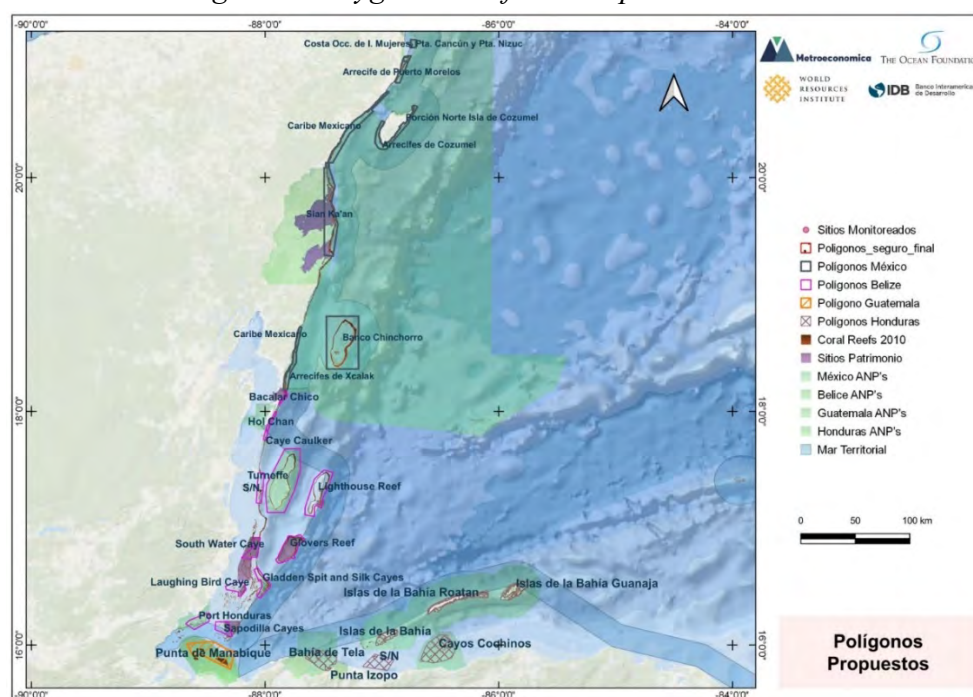 -90°0'0"
-88°0'0"
-86°0'0"
-84°0'0"
Costa Occ. de I. Mujeres, Pta. Cancún y Pta. Nizuc
Arrecife de Puerto Morelos
Porción Norte Isla de Cozumel
Caribe Mexicano
Arrecifes de Cozumel
20°0'0"
20°0'0"
Sian Ka'an
Caribe Mexicano
Banco Chinchorro
Arrecifes de Xcalak
Bacalar Chico
18°0'0"
18°0'0"
Hol Chan
Caye Caulker
Turneffe
S/N
Lighthouse Reef
South Water Caye
Glovers Reef
Laughing Bird Caye
Gladden Spit and Silk Cayes
Islas de la Bahía Guanaja
Islas de la Bahía Roatan
Port Honduras
Sapodilla Cayes
Islas de la Bahía
Cayos Cochinos
16°0'0"
16°0'0"
Punta de Manabique
Bahía de Tela
S/N
Punta Izopo
-90°0'0"
-88°0'0"
-86°0'0"
-84°0'0"
Metroeconomica
THE OCEAN FOUNDATION
WORLD
RESOURCES
INSTITUTE
IDB
Banco Interamericano
de Desarrollo
Sitios Monitoreados
Poligonos_seguro_final
Polígonos México
Polígonos Belize
Polígono Guatemala
Polígonos Honduras
Coral Reefs 2010
Sitios Patrimonio
México ANP's
Belice ANP's
Guatemala ANP's
Honduras ANP's
Mar Territorial
0 50 100 km
Polígonos
Propuestos